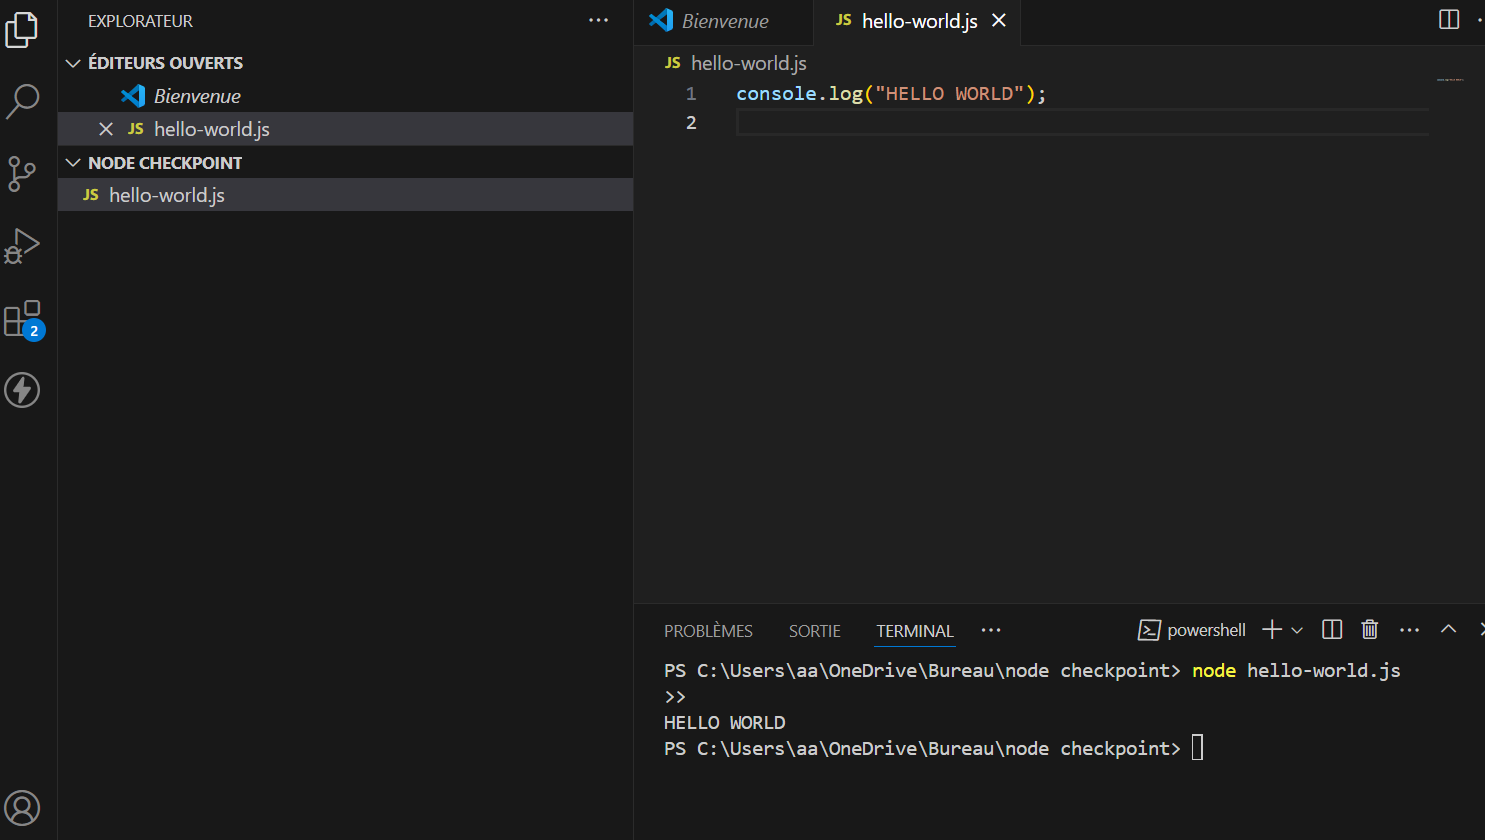 EXPLORATEUR
ÉDITEURS OUVERTS
Bienvenue
JS hello-world.js
NODE CHECKPOINT
JS hello-world.js
2
Bienvenue
JS hello-world.js
JS hello-world.js
1 console.log("HELLO WORLD");
2
PROBLÈMES SORTIE TERMINAL powershell
PS C:\Users\aa\OneDrive\Bureau\node checkpoint> node hello-world.js
>>
HELLO WORLD
PS C:\Users\aa\OneDrive\Bureau\node checkpoint>